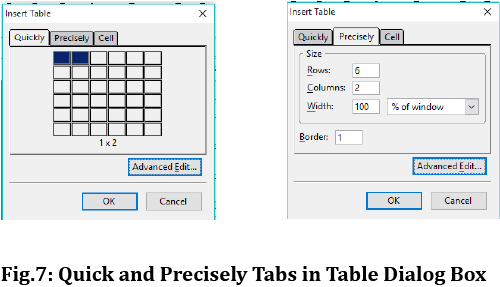 Insert Table
Quickly Precisely Cell
1 x 2
Advanced Edit...
OK Cancel
Insert Table
Quickly Precisely Cell
Size
Rows: 6
Columns: 2
Width: 100 % of window
Border: 1
Advanced Edit...
OK Cancel
Fig.7: Quick and Precisely Tabs in Table Dialog Box